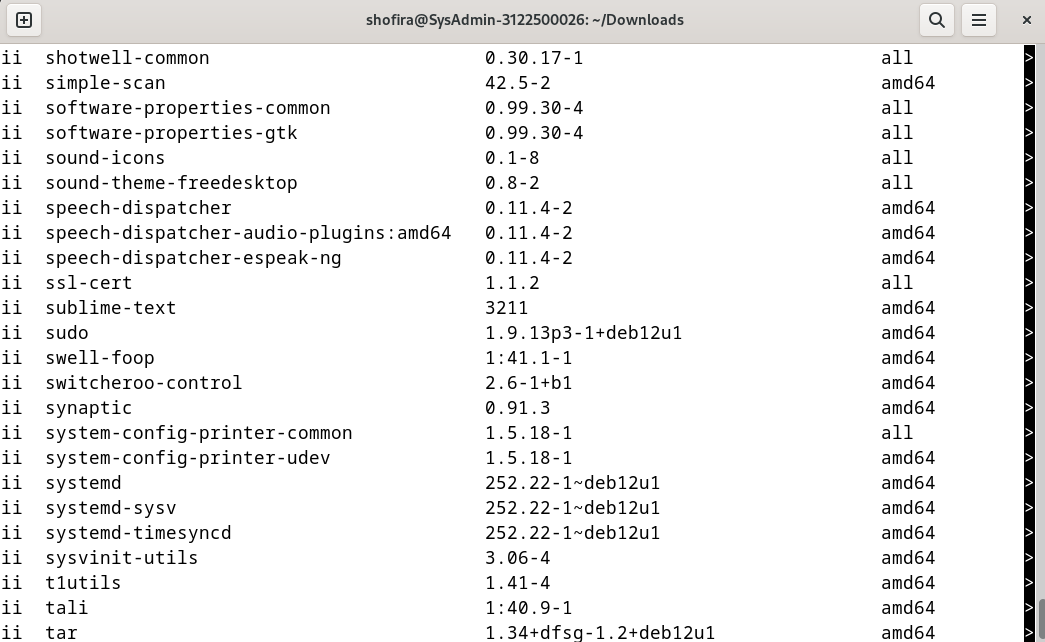 shofira@SysAdmin-3122500026: ~/Downloads
ii shotwell-common 0.30.17-1 all >
ii simple-scan 42.5-2 amd64 >
ii software-properties-common 0.99.30-4 all >
ii software-properties-gtk 0.99.30-4 all >
ii sound-icons 0.1-8 all >
ii sound-theme-freedesktop 0.8-2 all >
ii speech-dispatcher 0.11.4-2 amd64 >
ii speech-dispatcher-audio-plugins:amd64 0.11.4-2 amd64 >
ii speech-dispatcher-espeak-ng 0.11.4-2 amd64 >
ii ssl-cert 1.1.2 all >
ii sublime-text 3211 amd64 >
ii sudo 1.9.13p3-1+deb12u1 amd64 >
ii swell-foop 1:41.1-1 amd64 >
ii switcheroo-control 2.6-1+b1 amd64 >
ii synaptic 0.91.3 amd64 >
ii system-config-printer-common 1.5.18-1 all >
ii system-config-printer-udev 1.5.18-1 amd64 >
ii systemd 252.22-1~deb12u1 amd64 >
ii systemd-sysv 252.22-1~deb12u1 amd64 >
ii systemd-timesyncd 252.22-1~deb12u1 amd64 >
ii sysvinit-utils 3.06-4 amd64 >
ii t1utils 1.41-4 amd64 >
ii tali 1:40.9-1 amd64 >
ii tar 1.34+dfsg-1.2+deb12u1 amd64 >